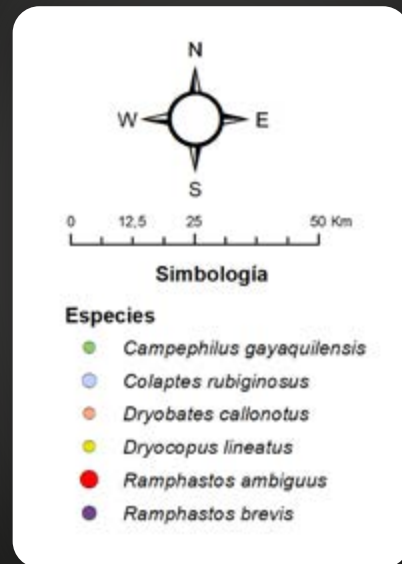 N
W E
S
0 12,5 25 50 Km
Simbología
Especies
Campephilus gayaquilensis
Colaptes rubiginosus
Dryobates callonotus
Dryocopus lineatus
Ramphastos ambiguus
Ramphastos brevis